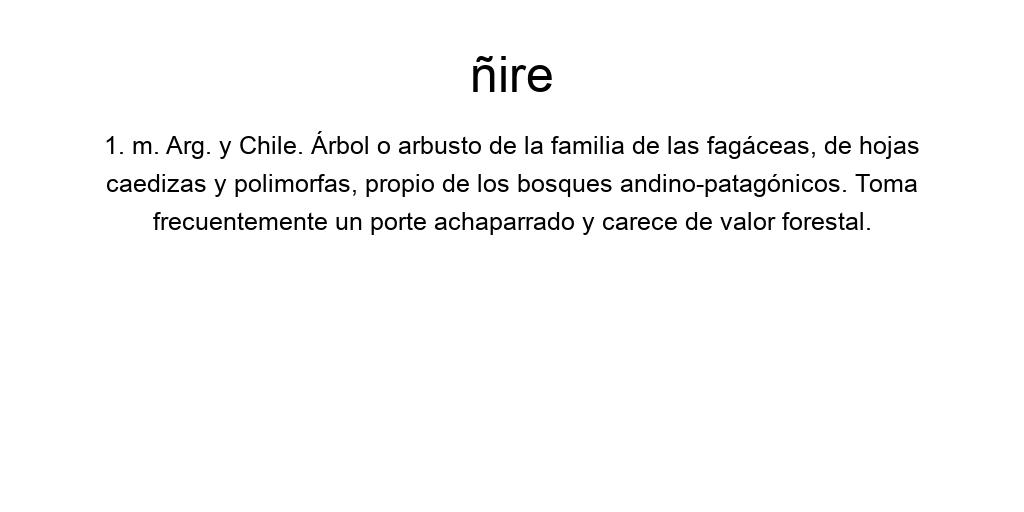 ñire
1. m. Arg. y Chile. Árbol o arbusto de la familia de las fagáceas, de hojas
caedizas y polimorfas, propio de los bosques andino-patagónicos. Toma
frecuentemente un porte achaparrado y carece de valor forestal.